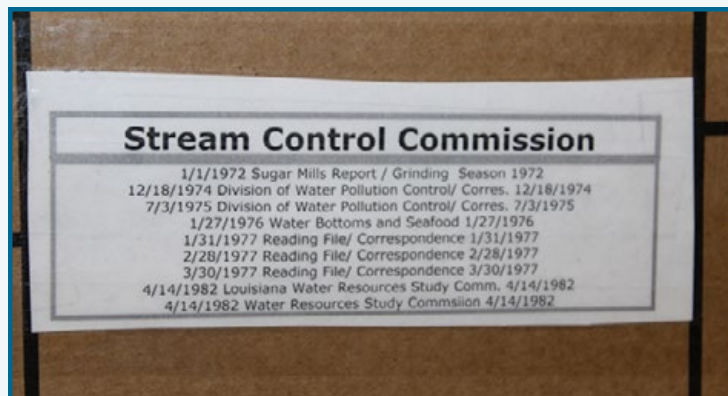 Stream Control Commission
1/1/1972 Sugar Mills Report / Grinding Season 1972
12/18/1974 Division of Water Pollution Control/ Corres. 12/18/1974
7/3/1975 Division of Water Pollution Control/ Corres. 7/3/1975
1/27/1976 Water Bottoms and Seafood 1/27/1976
1/31/1977 Reading File/ Correspondence 1/31/1977
2/28/1977 Reading File/ Correspondence 2/28/1977
3/30/1977 Reading File/ Correspondence 3/30/1977
4/14/1982 Louisiana Water Resources Study Comm. 4/14/1982
4/14/1982 Water Resources Study Commsiion 4/14/1982